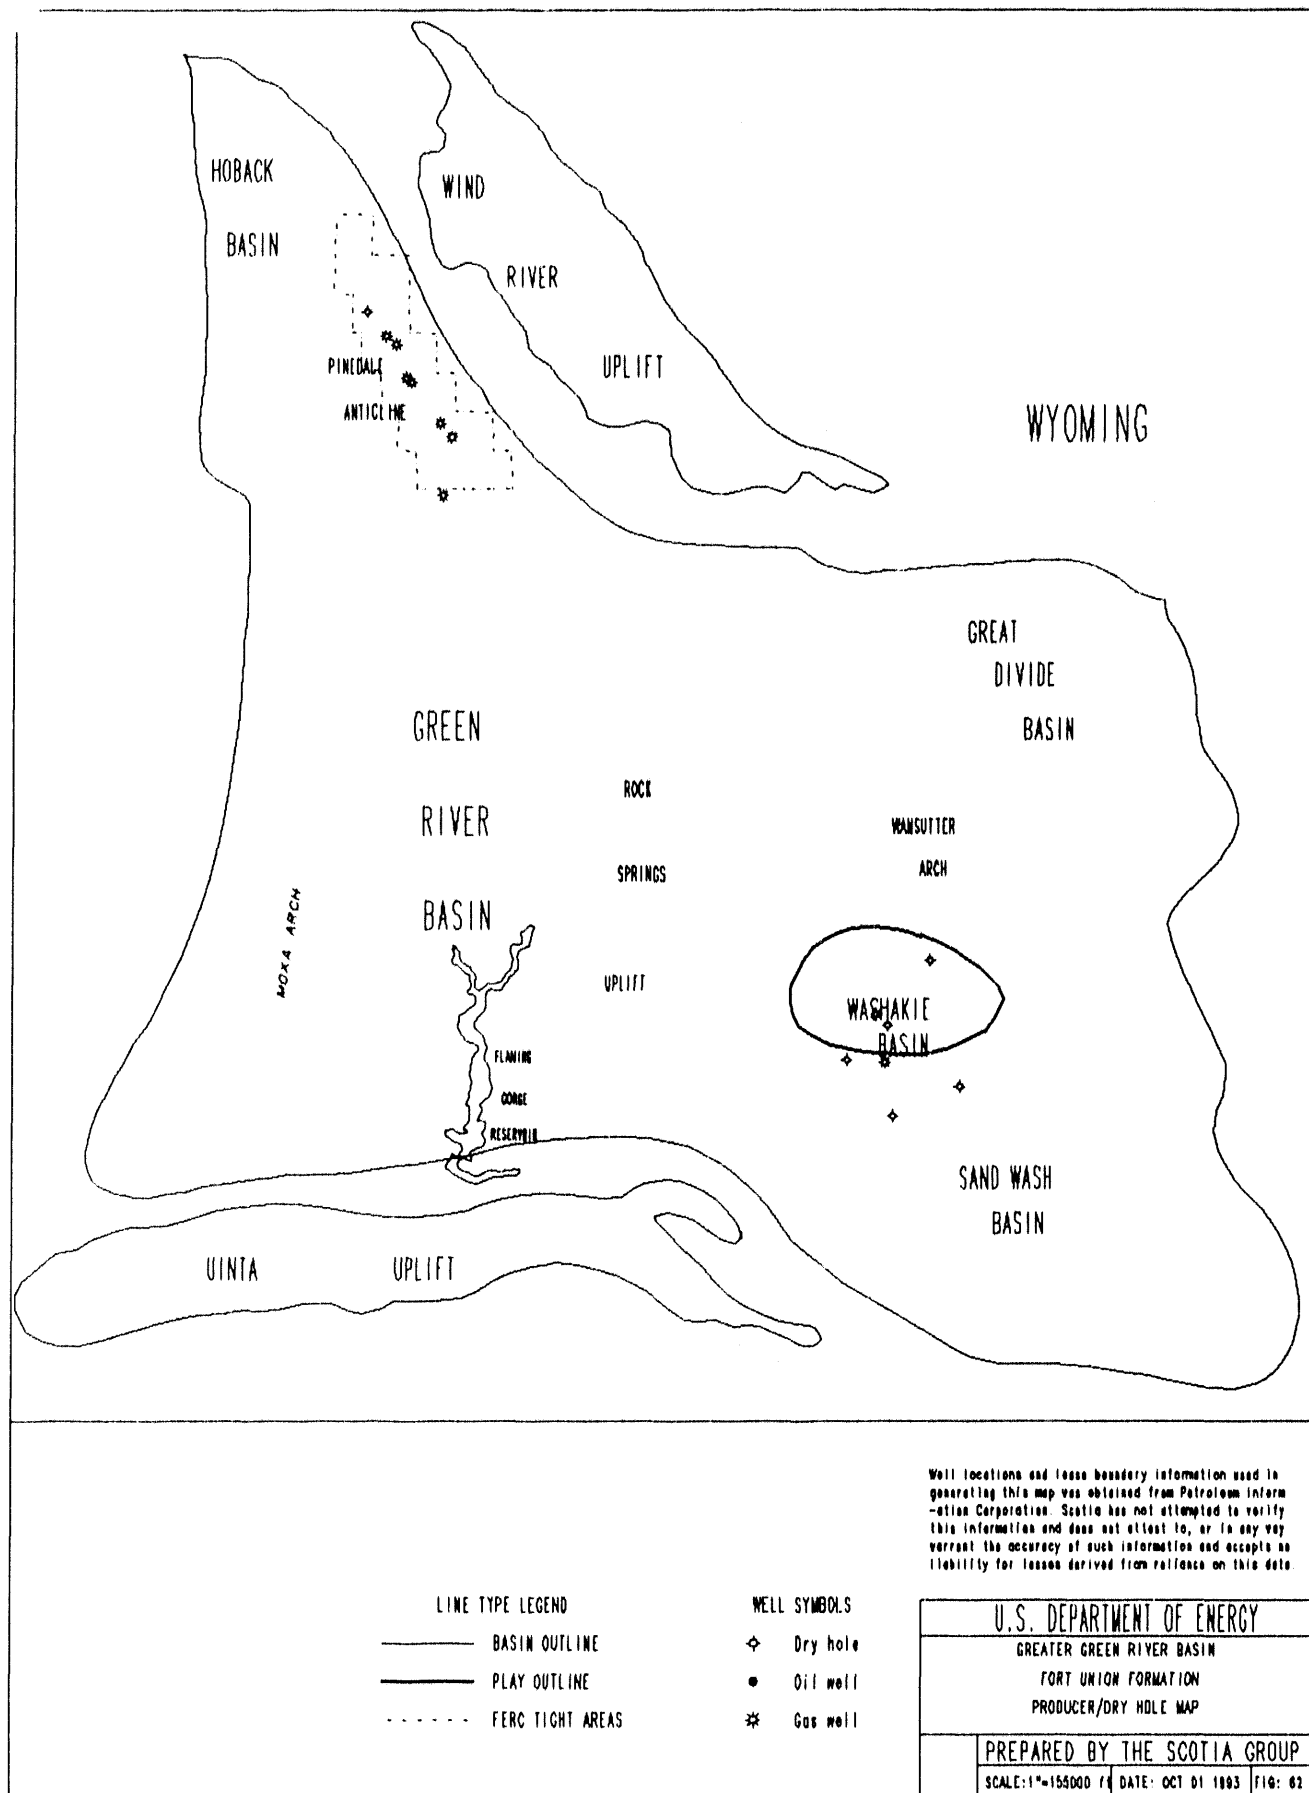 HOBACK
BASIN
WIND
RIVER
UPLIFT
PINEDALE
ANTICLINE
WYOMING
GREAT
DIVIDE
BASIN
GREEN
RIVER
BASIN
ROCK
SPRINGS
UPLIFT
WAMSUTTER
ARCH
MOXA ARCH
WASHAKIE
BASIN
FLAMING
GORGE
RESERVOIR
SAND WASH
BASIN
UINTA UPLIFT
Well locations and lease boundary information used in
generating this map was obtained from Petroleum Inform
-ation Corporation. Scotia has not attempted to verify
this information and does not attest to, or in any way
warrant the accuracy of such information and accepts no
liability for losses derived from reliance on this data.
LINE TYPE LEGEND
BASIN OUTLINE
PLAY OUTLINE
FERC TIGHT AREAS
WELL SYMBOLS
Dry hole
Oil well
Gas well
U.S. DEPARTMENT OF ENERGY
GREATER GREEN RIVER BASIN
FORT UNION FORMATION
PRODUCER/DRY HOLE MAP
PREPARED BY THE SCOTIA GROUP
SCALE:1"=155000 ft DATE: OCT 01 1993 FIG: 62